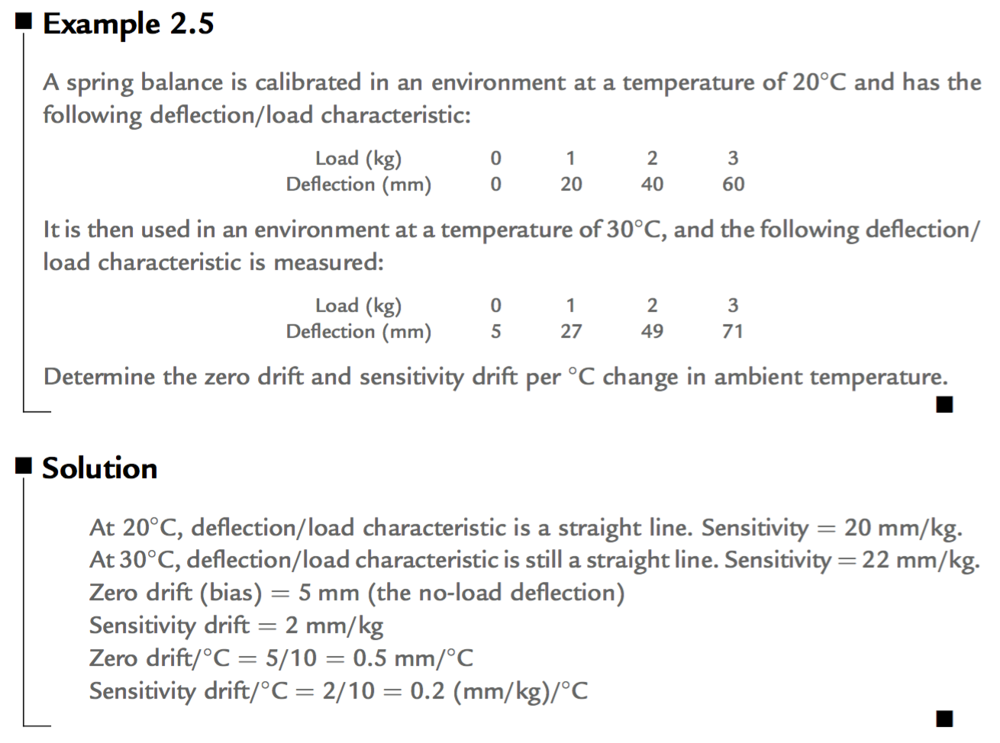 Example 2.5
A spring balance is calibrated in an environment at a temperature of 20°C and has the
following deflection/load characteristic:
Load (kg) 0 1 2 3
Deflection (mm) 0 20 40 60
It is then used in an environment at a temperature of 30°C, and the following deflection/
load characteristic is measured:
Load (kg) 0 1 2 3
Deflection (mm) 5 27 49 71
Determine the zero drift and sensitivity drift per °C change in ambient temperature.
Solution
At 20°C, deflection/load characteristic is a straight line. Sensitivity = 20 mm/kg.
At 30°C, deflection/load characteristic is still a straight line. Sensitivity = 22 mm/kg.
Zero drift (bias) = 5 mm (the no-load deflection)
Sensitivity drift = 2 mm/kg
Zero drift/°C = 5/10 = 0.5 mm/°C
Sensitivity drift/°C = 2/10 = 0.2 (mm/kg)/°C